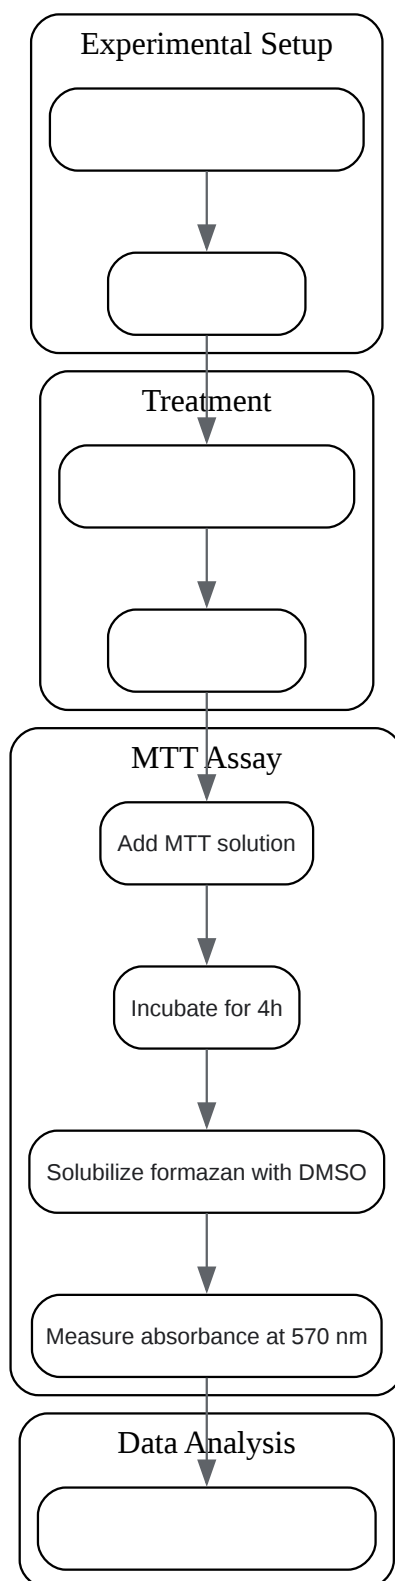 Experimental Setup
Treatment
MTT Assay
Add MTT solution
Incubate for 4h
Solubilize formazan with DMSO
Measure absorbance at 570 nm
Data Analysis